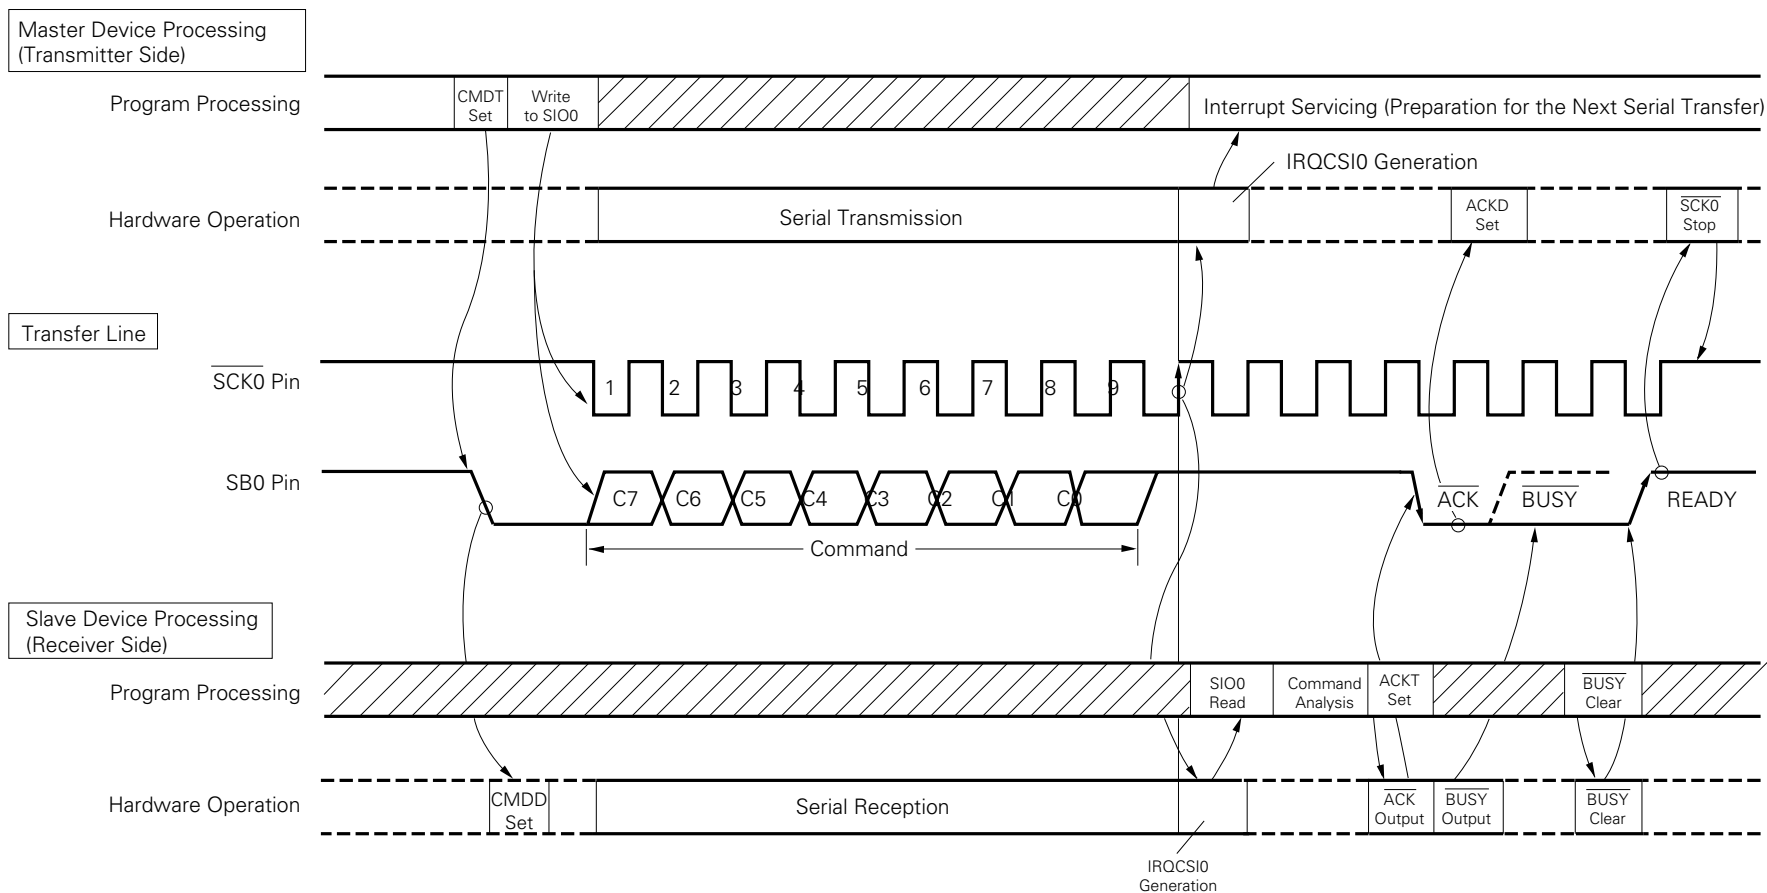 Master Device Processing
(Transmitter Side)
Program Processing
CMDT
Set
Write
to SIO0
Interrupt Servicing (Preparation for the Next Serial Transfer)
IRQCSI0 Generation
Hardware Operation
Serial Transmission
ACKD
Set
SCK0
Stop
Transfer Line
SCK0 Pin
1 2 3 4 5 6 7 8 9
SB0 Pin
C7 C6 C5 C4 C3 C2 C1 C0
ACK BUSY READY
Command
Slave Device Processing
(Receiver Side)
Program Processing
SIO0
Read
Command
Analysis
ACKT
Set
BUSY
Clear
Hardware Operation
CMDD
Set
Serial Reception
ACK
Output
BUSY
Output
BUSY
Clear
IRQCSI0
Generation